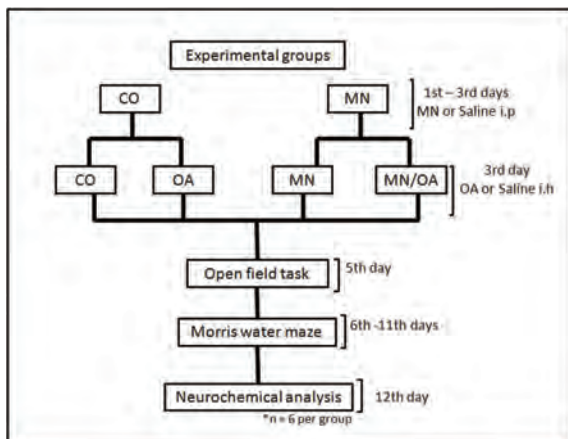 Experimental groups
CO
MN
1st – 3rd days
MN or Saline i.p
CO
OA
MN
MN/OA
3rd day
OA or Saline i.h
Open field task
5th day
Morris water maze
6th -11th days
Neurochemical analysis
12th day
*n = 6 per group